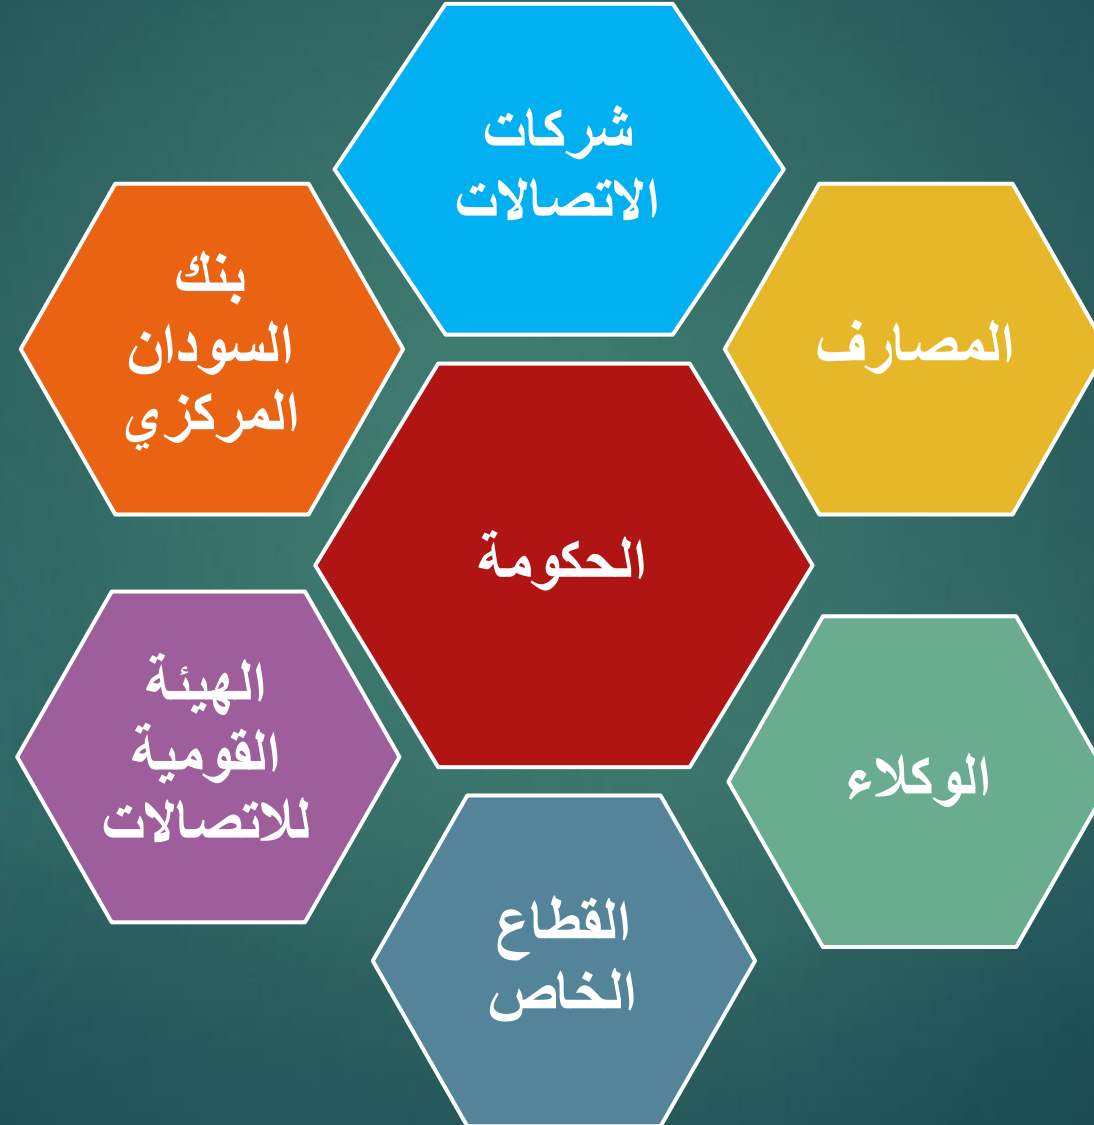 شركات
الاتصالات
المصارف
بنك
السودان
المركزي
الحكومة
الوكلاء
الهيئة
القومية
للاتصالات
القطاع
الخاص